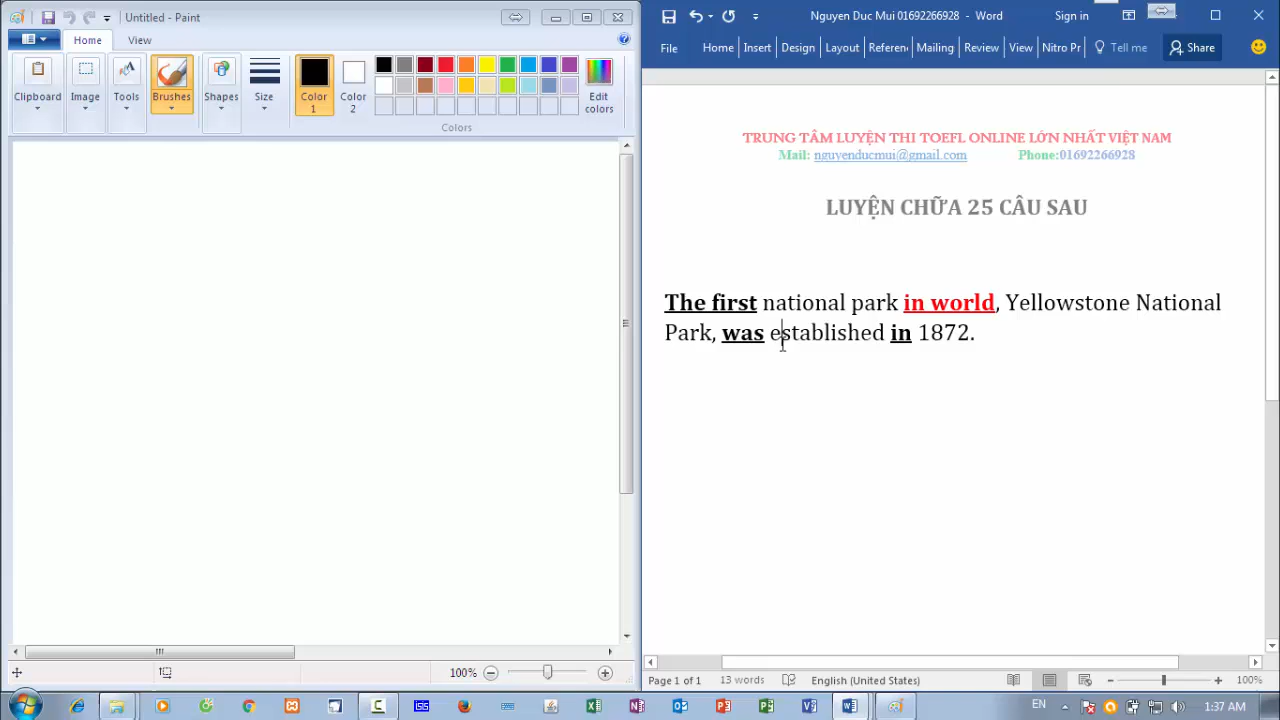 Untitled - Paint
Nguyen Duc Mui 01692266928 - Word
Sign in
Home
View
File
Home
Insert
Design
Layout
Referen
Mailing
Review
View
Nitro Pr
Tell me
Share
Clipboard
Image
Tools
Brushes
Shapes
Size
Color 1
Color 2
Edit colors
Colors
TRUNG TÂM LUYỆN THI TOEFL ONLINE LỚN NHẤT VIỆT NAM
Mail: nguyenducmui@gmail.com Phone:01692266928
LUYỆN CHỮA 25 CÂU SAU
The first national park in world, Yellowstone National
Park, was established in 1872.
100%
Page 1 of 1
13 words
English (United States)
100%
EN
1:37 AM